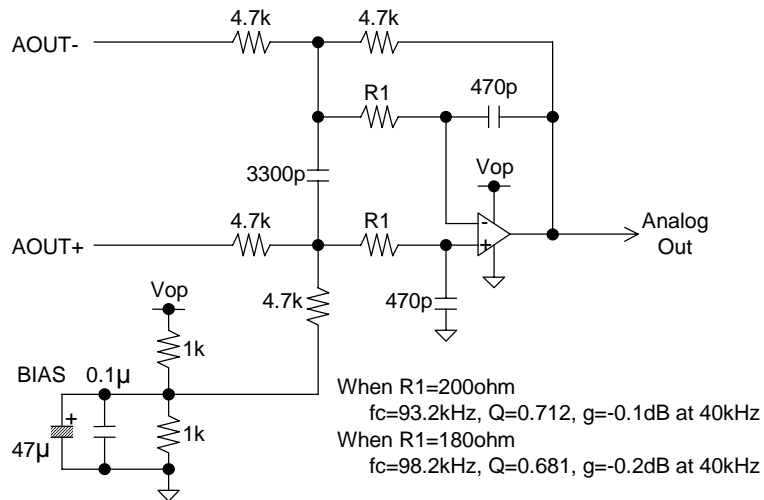 4.7k 4.7k
AOUT-
R1 470p
Vop
3300p
4.7k R1 - Analog
AOUT+ + Out
Vop 4.7k 470p
1k
BIAS 0.1μ
+ 1k
47μ
When R1=200ohm
fc=93.2kHz, Q=0.712, g=-0.1dB at 40kHz
When R1=180ohm
fc=98.2kHz, Q=0.681, g=-0.2dB at 40kHz